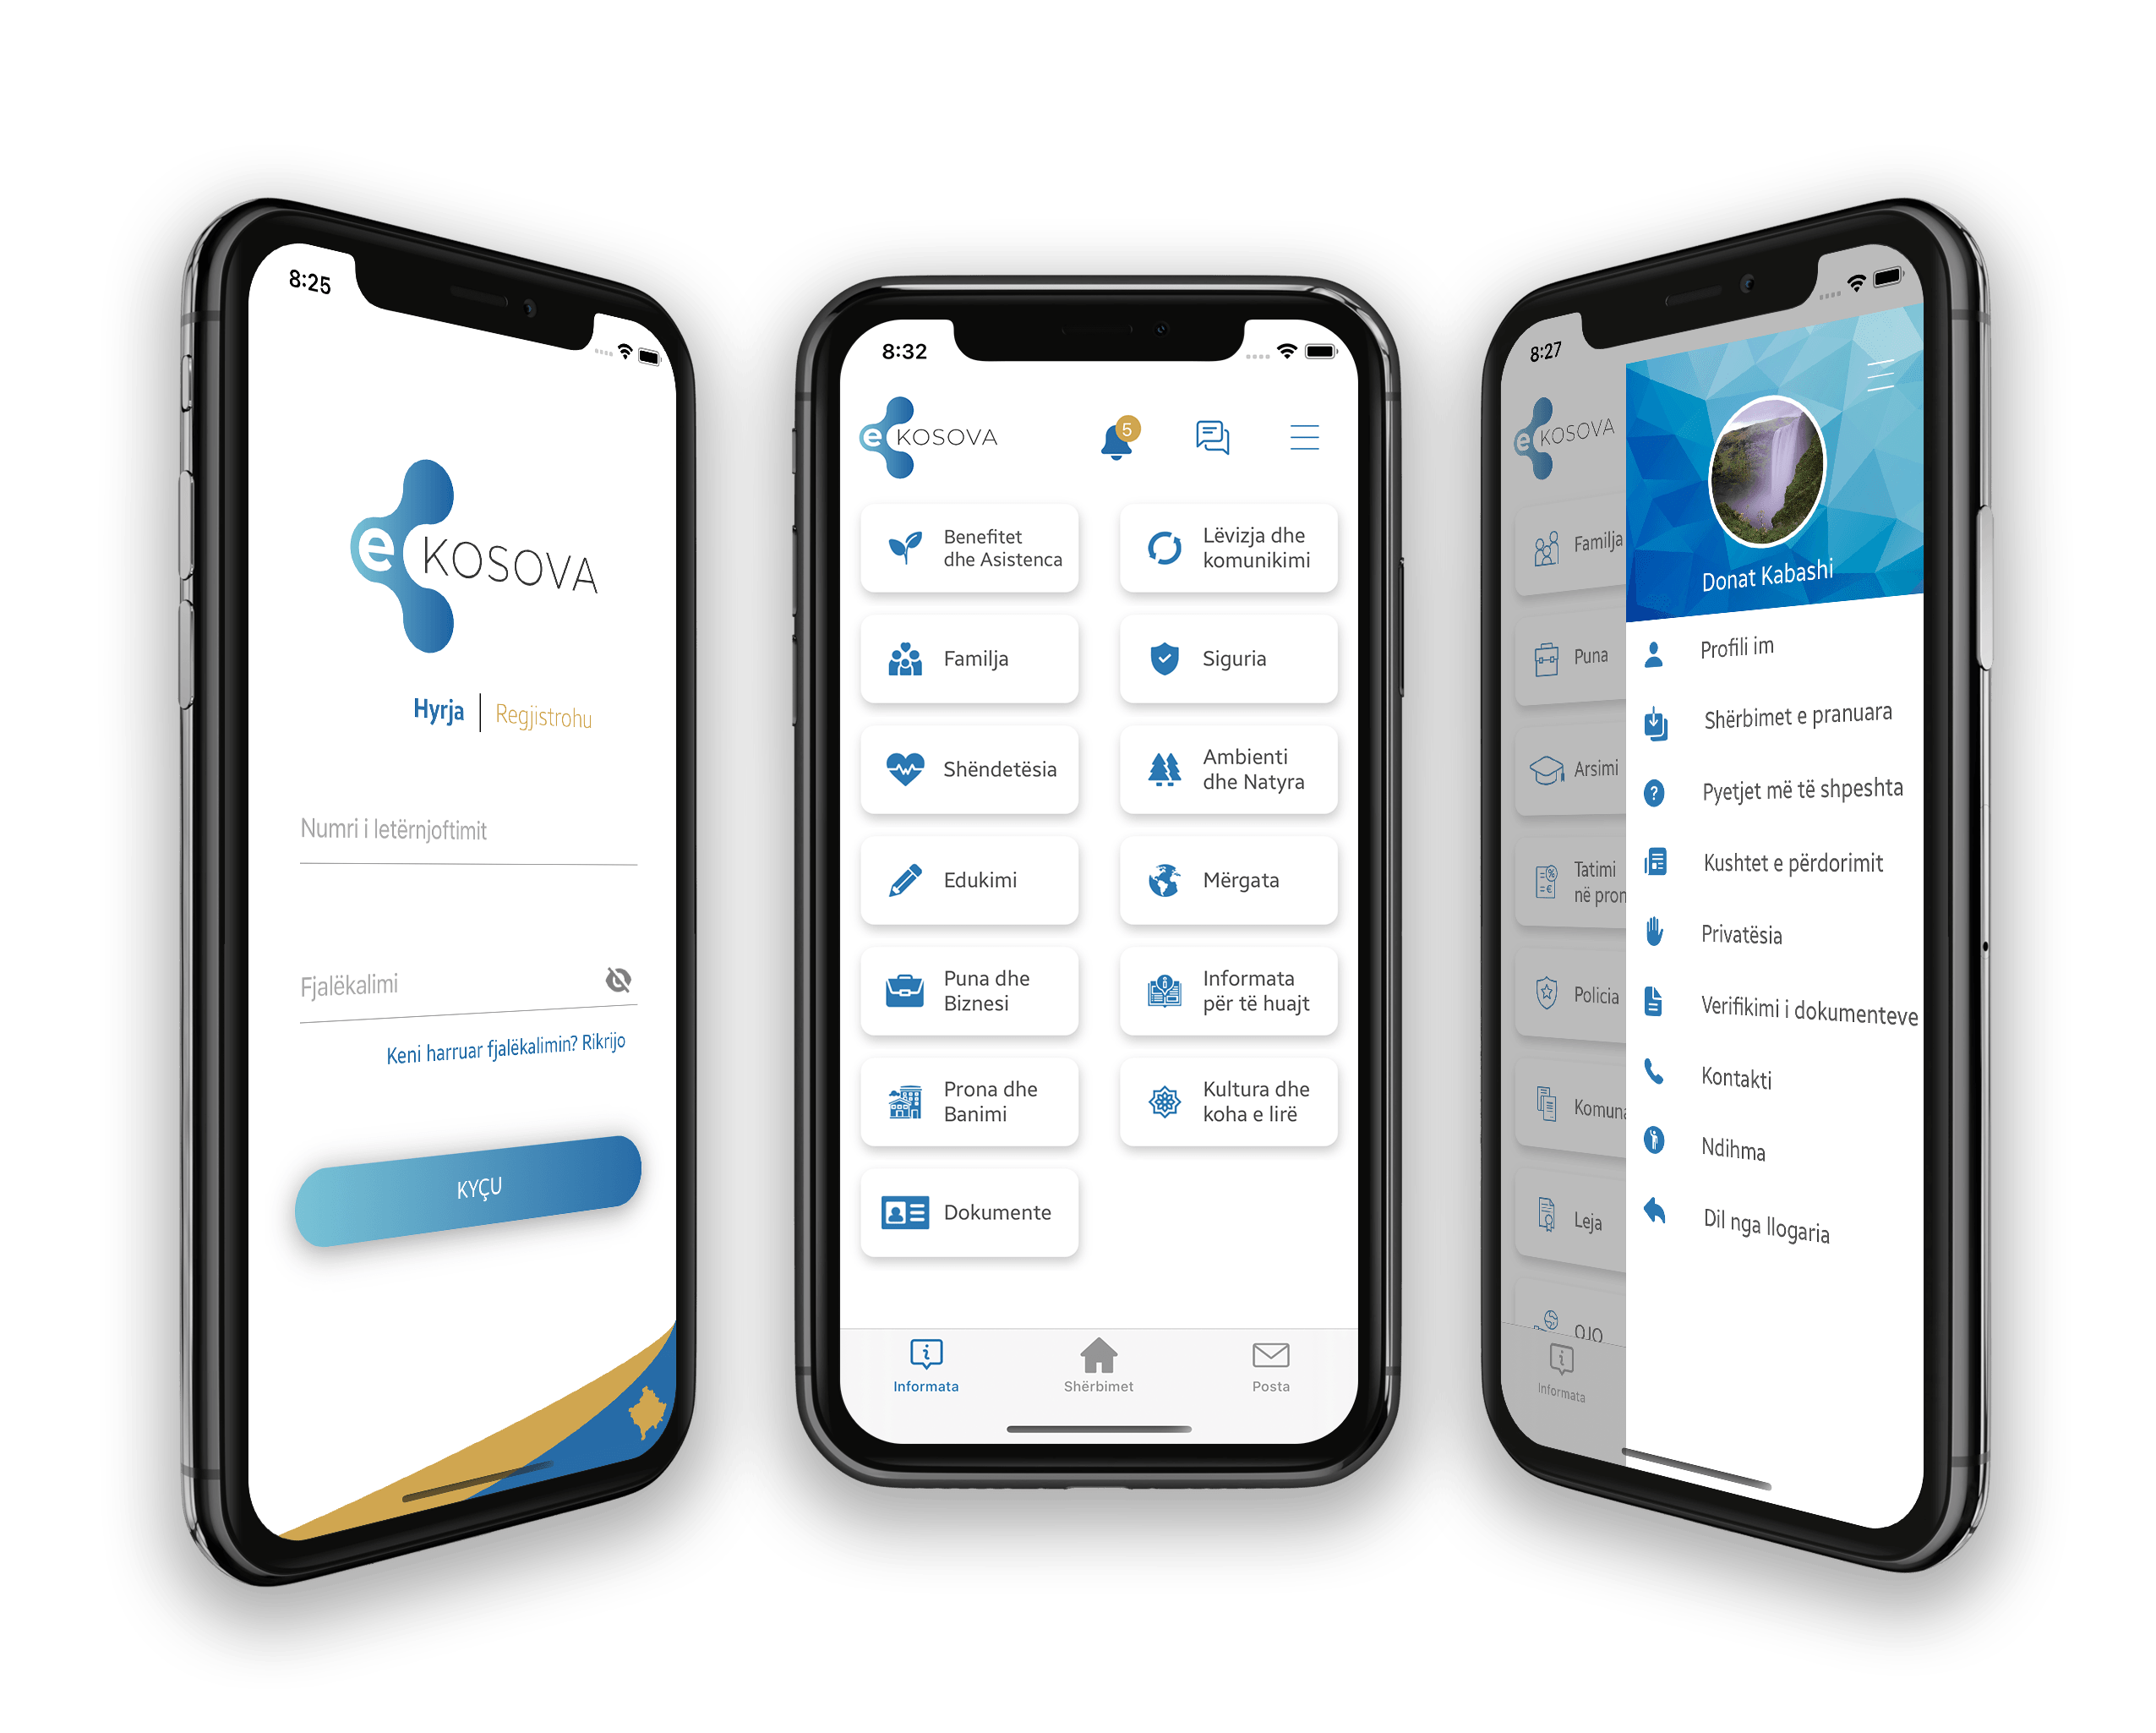 8:25
e KOSOVA
Hyrja | Regjistrohu
Numri i letërnjoftimit
Fjalëkalimi
Keni harruar fjalëkalimin? Rikrijo
KYÇU
8:32
e KOSOVA
5
Benefitet
dhe Asistenca
Lëvizja dhe
komunikimi
Familja
Siguria
Shëndetësia
Ambienti
dhe Natyra
Edukimi
Mërgata
Puna dhe
Biznesi
Informata
për të huajt
Prona dhe
Banimi
Kultura dhe
koha e lirë
Dokumente
Informata
Shërbimet
Posta
8:27
e KOSOVA
Familja
Puna
Arsimi
Tatimi
në pron
Policia
Komuna
Leja
OJQ
Informata
Donat Kabashi
Profili im
Shërbimet e pranuara
Pyetjet më të shpeshta
Kushtet e përdorimit
Privatësia
Verifikimi i dokumenteve
Kontakti
Ndihma
Dil nga llogaria